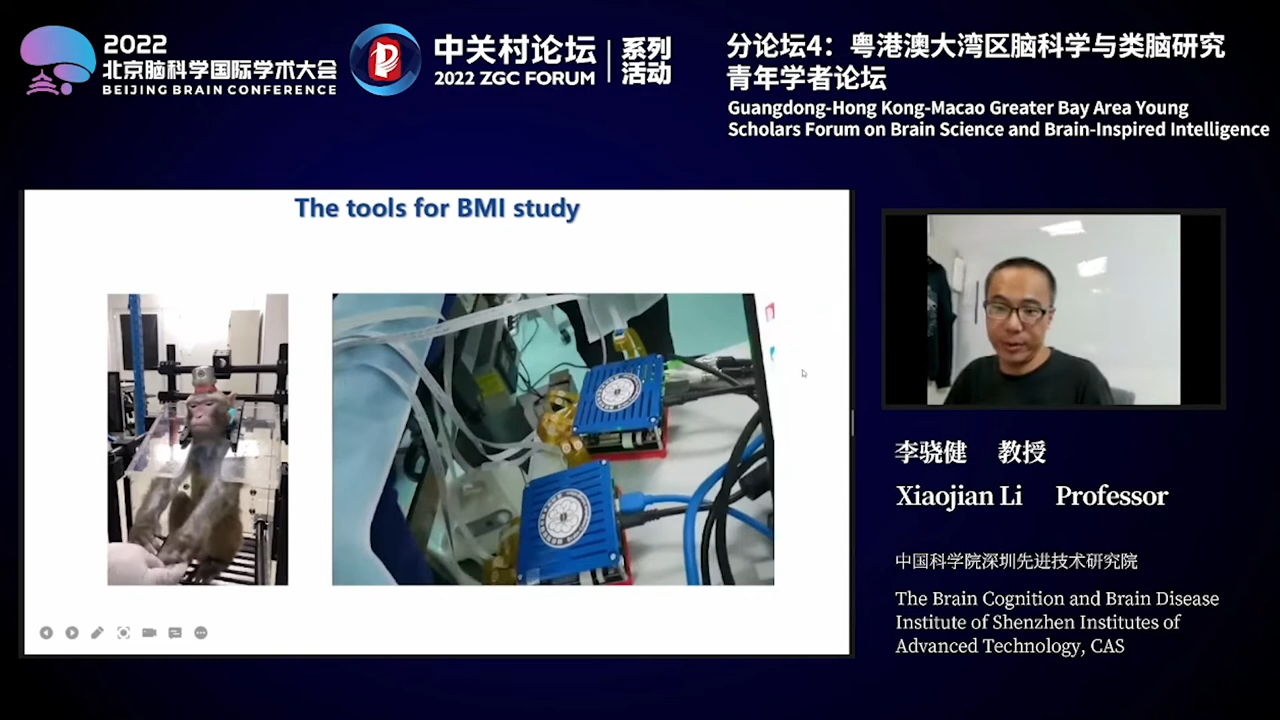 2022
北京脑科学国际学术大会
BEIJING BRAIN CONFERENCE
中关村论坛
2022 ZGC FORUM
系列
活动
分论坛4：粤港澳大湾区脑科学与类脑研究
青年学者论坛
Guangdong-Hong Kong-Macao Greater Bay Area Young
Scholars Forum on Brain Science and Brain-Inspired Intelligence
The tools for BMI study
李骁健 教授
Xiaojian Li Professor
中国科学院深圳先进技术研究院
The Brain Cognition and Brain Disease
Institute of Shenzhen Institutes of
Advanced Technology, CAS